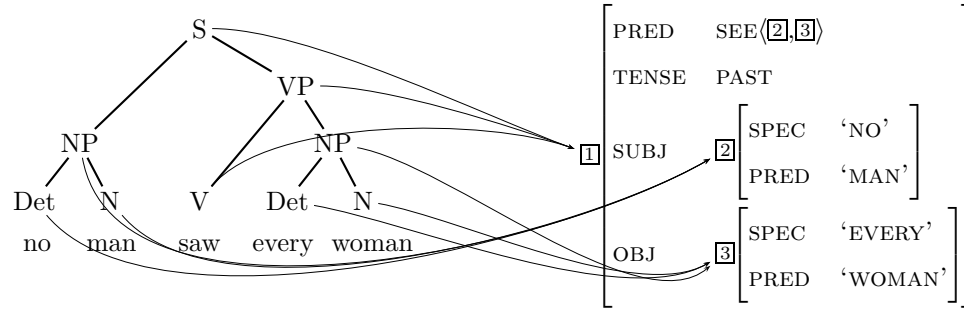 S
VP
NP
NP
Det
N
V
Det
N
no man saw every woman
1
PRED SEE⟨2,3⟩
TENSE PAST
SUBJ
2
SPEC ‘NO’
PRED ‘MAN’
OBJ
3
SPEC ‘EVERY’
PRED ‘WOMAN’